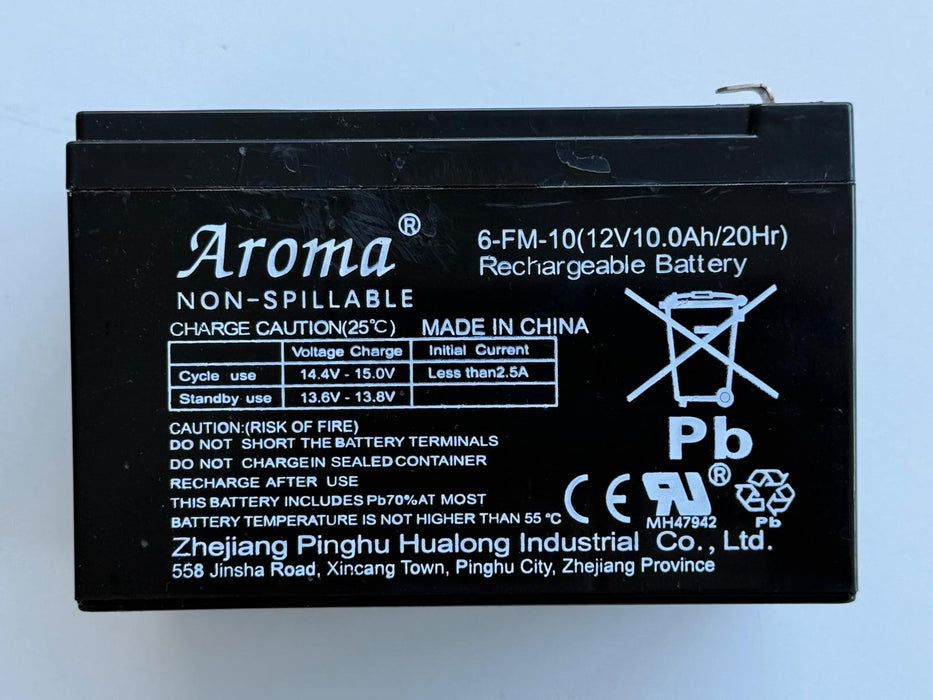 Aroma®
6-FM-10(12V10.0Ah/20Hr)
Rechargeable Battery
NON-SPILLABLE
CHARGE CAUTION(25℃) MADE IN CHINA
Voltage Charge Initial Current
Cycle use 14.4V - 15.0V Less than2.5A
Standby use 13.6V - 13.8V
CAUTION:(RISK OF FIRE)
DO NOT SHORT THE BATTERY TERMINALS
DO NOT CHARGEIN SEALED CONTAINER
RECHARGE AFTER USE
THIS BATTERY INCLUDES Pb70%AT MOST
BATTERY TEMPERATURE IS NOT HIGHER THAN 55 ℃
Pb
CE RU®
MH47942
Pb
Zhejiang Pinghu Hualong Industrial Co., Ltd.
558 Jinsha Road, Xincang Town, Pinghu City, Zhejiang Province